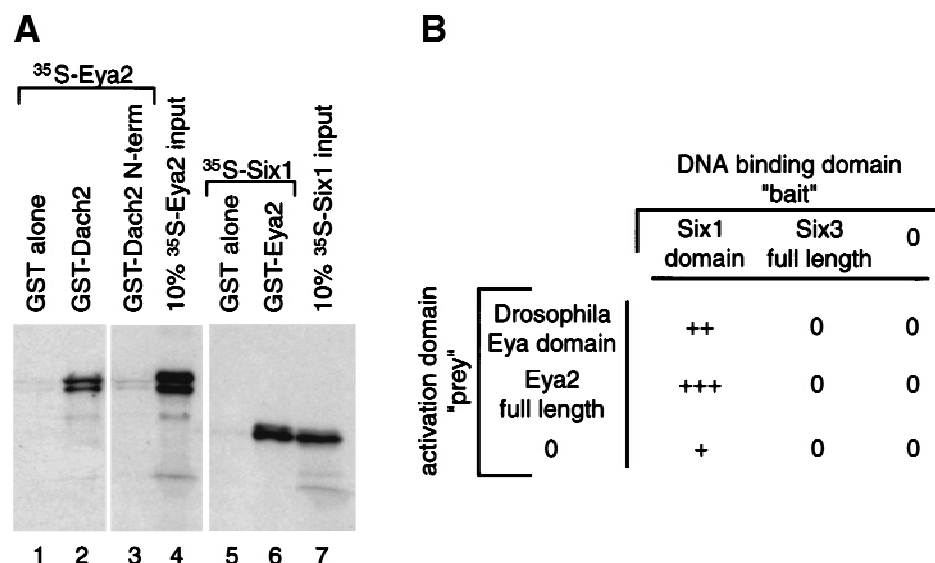 A
³⁵S-Eya2
GST alone
GST-Dach2
GST-Dach2 N-term
10% ³⁵S-Eya2 input
³⁵S-Six1
GST alone
GST-Eya2
10% ³⁵S-Six1 input
1 2 3 4 5 6 7
B
DNA binding domain
"bait"
Six1 Six3 0
domain full length
activation domain
"prey"
Drosophila
Eya domain ++ 0 0
Eya2 +++ 0 0
full length
0 + 0 0